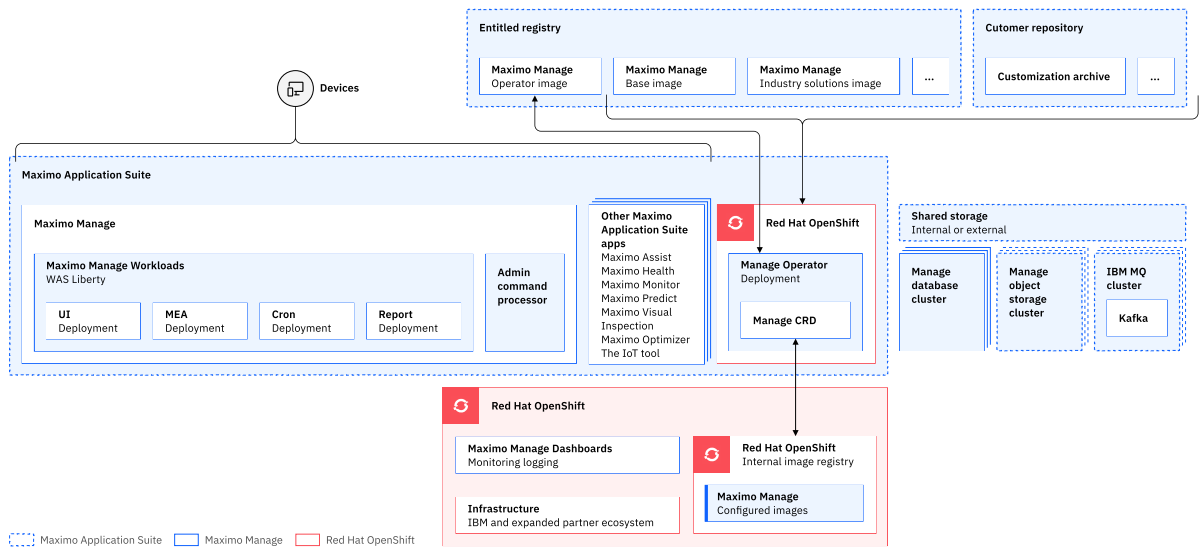 Entitled registry
Maximo Manage
Operator image
Maximo Manage
Base image
Maximo Manage
Industry solutions image
...
Cutomer repository
Customization archive
...
Devices
Maximo Application Suite
Maximo Manage
Maximo Manage Workloads
WAS Liberty
UI
Deployment
MEA
Deployment
Cron
Deployment
Report
Deployment
Admin
command
processor
Other Maximo
Application Suite
apps
Maximo Assist
Maximo Health
Maximo Monitor
Maximo Predict
Maximo Visual
Inspection
Maximo Optimizer
The IoT tool
Red Hat OpenShift
Manage Operator
Deployment
Manage CRD
Shared storage
Internal or external
Manage
database
cluster
Manage
object
storage
cluster
IBM MQ
cluster
Kafka
Red Hat OpenShift
Maximo Manage Dashboards
Monitoring logging
Infrastructure
IBM and expanded partner ecosystem
Red Hat OpenShift
Internal image registry
Maximo Manage
Configured images
Maximo Application Suite
Maximo Manage
Red Hat OpenShift